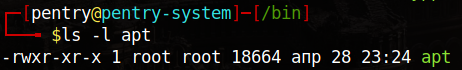 ┌─[pentry@pentry-system]─[/bin]
└──╼ $ls -l apt
-rwxr-xr-x 1 root root 18664 апр 28 23:24 apt